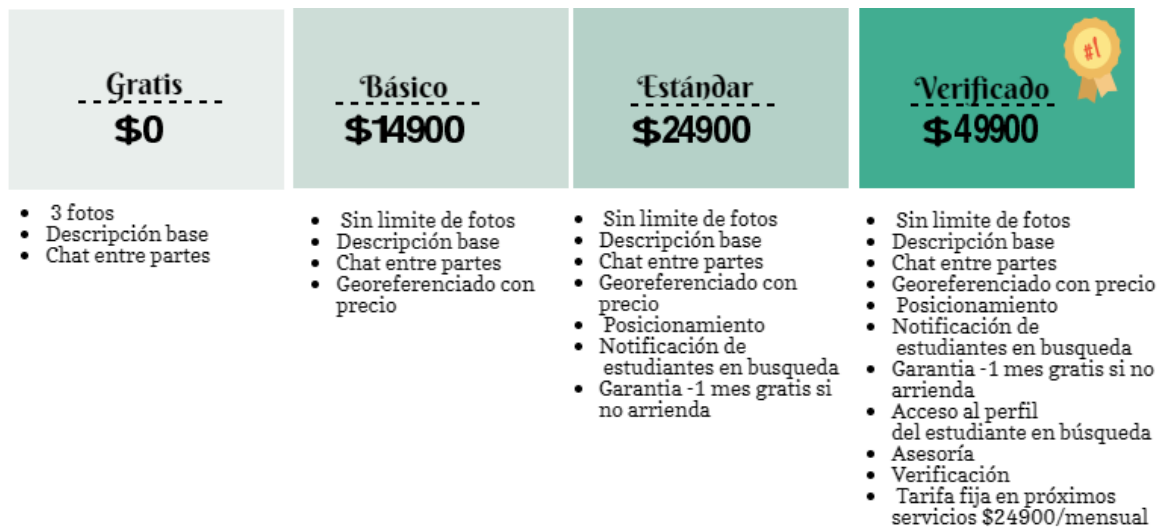 Gratis
$0
• 3 fotos
• Descripción base
• Chat entre partes
Básico
$14900
• Sin limite de fotos
• Descripción base
• Chat entre partes
• Georeferenciado con
precio
Estándar
$24900
• Sin limite de fotos
• Descripción base
• Chat entre partes
• Georeferenciado con
precio
• Posicionamiento
• Notificación de
estudiantes en busqueda
• Garantia -1 mes gratis si
no arrienda
#1
Verificado
$49900
• Sin limite de fotos
• Descripción base
• Chat entre partes
• Georeferenciado con precio
• Posicionamiento
• Notificación de
estudiantes en busqueda
• Garantia -1 mes gratis si no
arrienda
• Acceso al perfil
del estudiante en búsqueda
• Asesoría
• Verificación
• Tarifa fija en próximos
servicios $24900/mensual